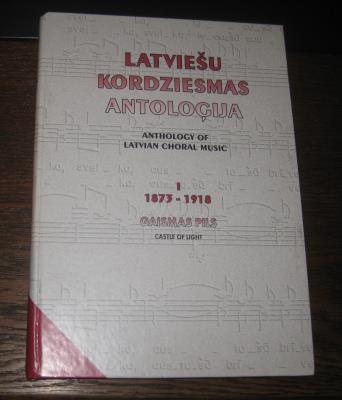 LATVIEŠU
KORDZIESMAS
ANTOLOĢIJA
ANTHOLOGY OF
LATVIAN CHORAL MUSIC
I
1873 - 1918
GAISMAS PILS
CASTLE OF LIGHT